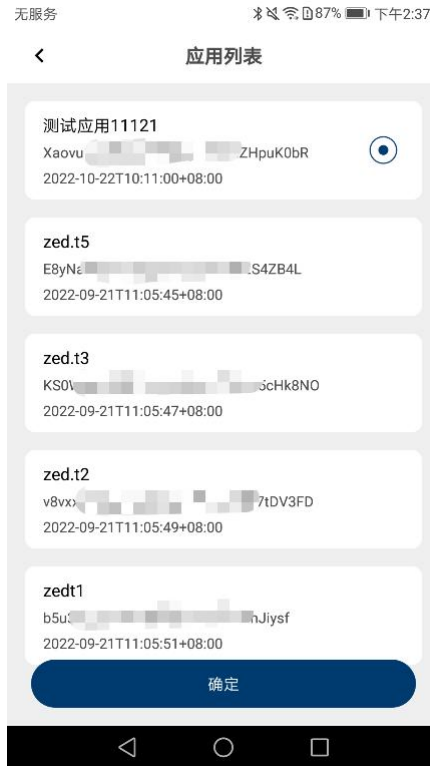 无服务 87% 下午2:37
应用列表
测试应用11121
Xaovu ZHpuK0bR
2022-10-22T10:11:00+08:00
zed.t5
E8yNa S4ZB4L
2022-09-21T11:05:45+08:00
zed.t3
KS0 5cHk8NO
2022-09-21T11:05:47+08:00
zed.t2
v8vx 7tDV3FD
2022-09-21T11:05:49+08:00
zedt1
b5u Jiysf
2022-09-21T11:05:51+08:00
确定